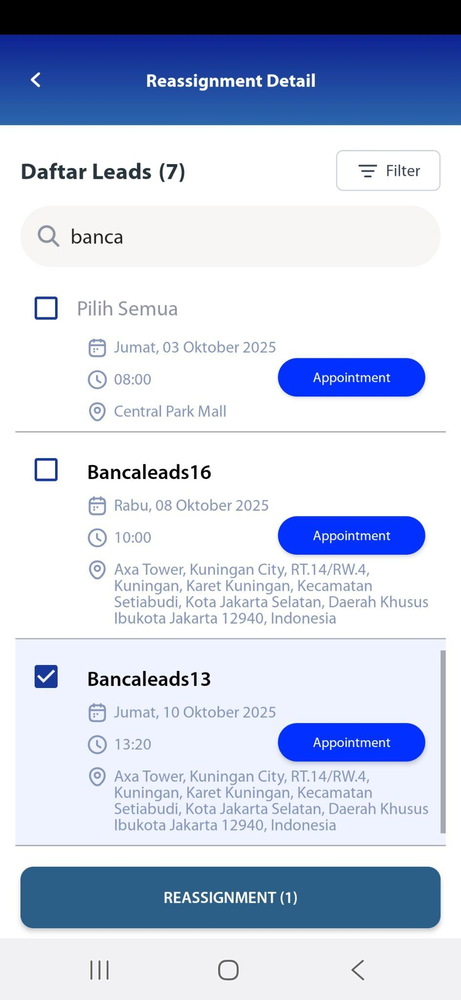 Reassignment Detail
Daftar Leads (7)
Filter
banca
Pilih Semua
Jumat, 03 Oktober 2025
08:00
Appointment
Central Park Mall
Bancaleads16
Rabu, 08 Oktober 2025
10:00
Appointment
Axa Tower, Kuningan City, RT.14/RW.4,
Kuningan, Karet Kuningan, Kecamatan
Setiabudi, Kota Jakarta Selatan, Daerah Khusus
Ibukota Jakarta 12940, Indonesia
Bancaleads13
Jumat, 10 Oktober 2025
13:20
Appointment
Axa Tower, Kuningan City, RT.14/RW.4,
Kuningan, Karet Kuningan, Kecamatan
Setiabudi, Kota Jakarta Selatan, Daerah Khusus
Ibukota Jakarta 12940, Indonesia
REASSIGNMENT (1)